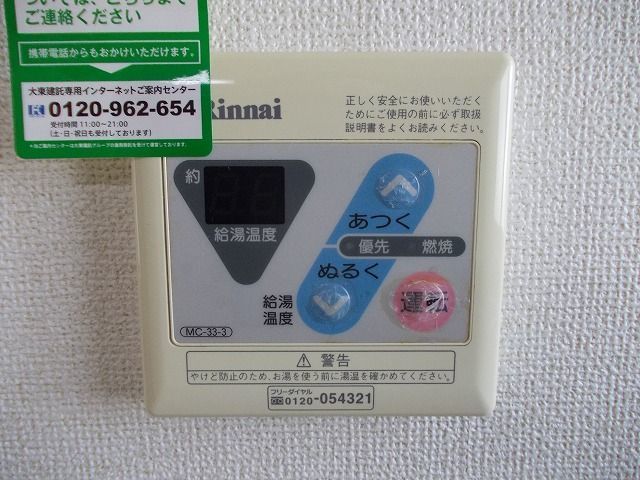 ついては、こちらまで
ご連絡ください
携帯電話からもおかけいただけます。
大東建託専用インターネットご案内センター
0120-962-654
受付時間 11:00～21:00
(土・日・祝日も受付しております)
Rinnai
正しく安全にお使いいただく
ためにご使用の前に必ず取扱
説明書をよくお読みください。
約
88
給湯温度
あつく
優先 燃焼
ぬるく
給湯
温度
運転
MC-33-3
警告
やけど防止のため、お湯を使う前に湯温を確かめてください。
フリーダイヤル
0120-054321